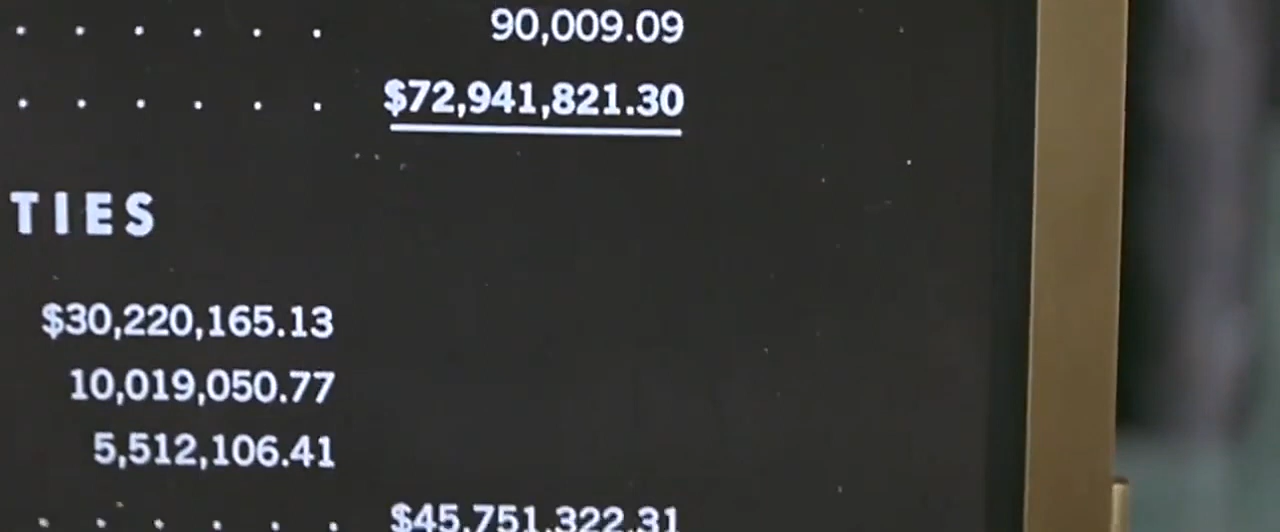 . . . . . . 90,009.09
. . . . . . $72,941,821.30
TIES
$30,220,165.13
10,019,050.77
5,512,106.41
. . . . . . $45,751,322.31